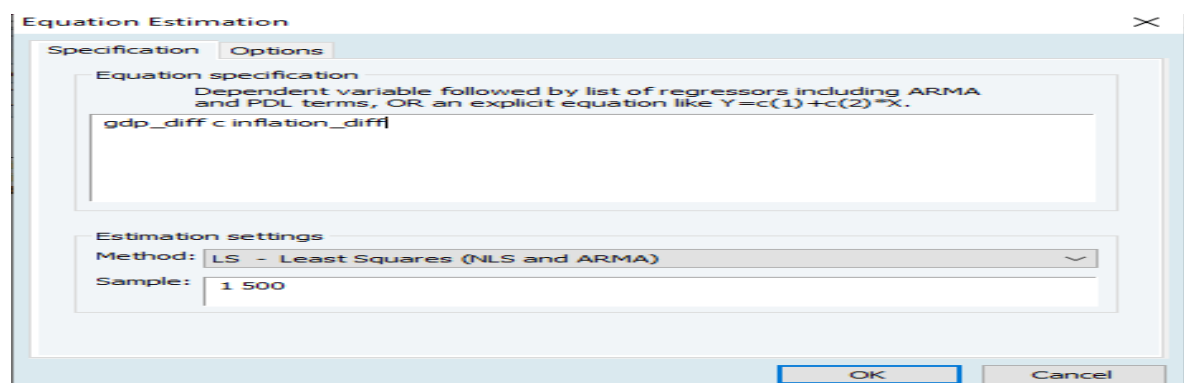 Equation Estimation
Specification Options
Equation specification
Dependent variable followed by list of regressors including ARMA
and PDL terms, OR an explicit equation like Y=c(1)+c(2)*X.
gdp_diff c inflation_diff
Estimation settings
Method: LS - Least Squares (NLS and ARMA)
Sample: 1 500
OK Cancel